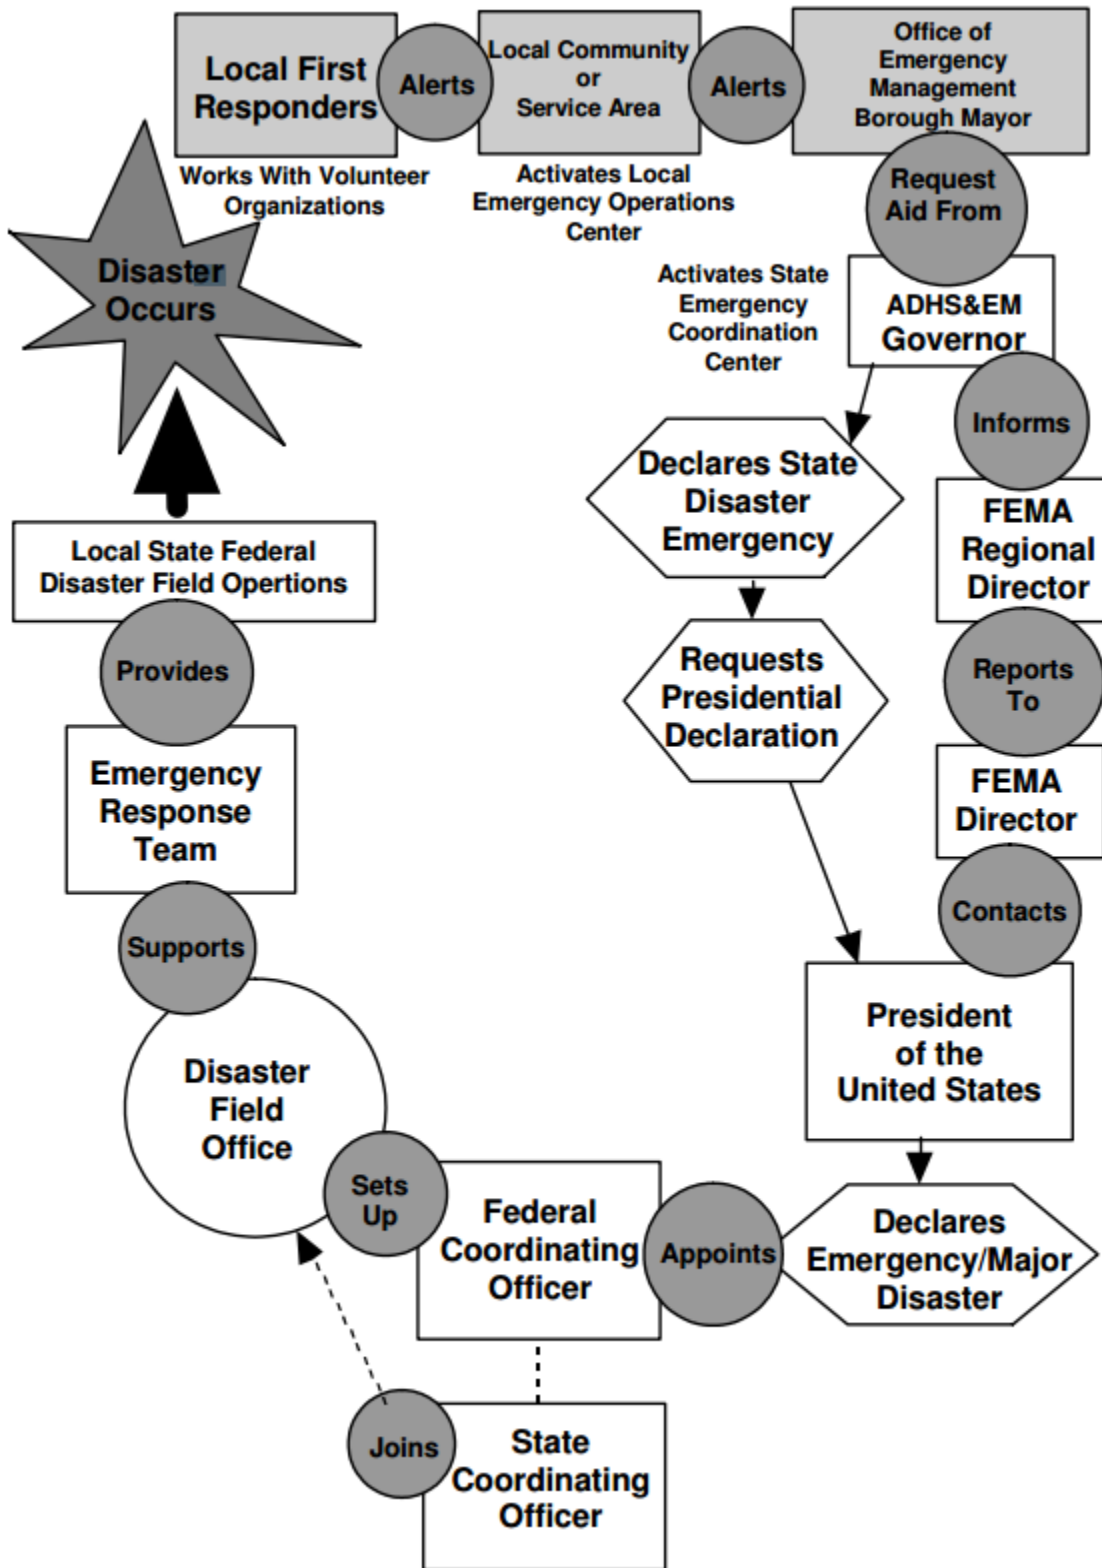 Local First
Responders
Alerts
Local Community
or
Service Area
Alerts
Office of
Emergency
Management
Borough Mayor
Works With Volunteer
Organizations
Activates Local
Emergency Operations
Center
Request
Aid From
Disaster
Occurs
Activates State
Emergency
Coordination
Center
ADHS&EM
Governor
Informs
Declares State
Disaster
Emergency
FEMA
Regional
Director
Local State Federal
Disaster Field Opertions
Provides
Requests
Presidential
Declaration
Reports
To
Emergency
Response
Team
FEMA
Director
Contacts
Supports
President
of the
United States
Disaster
Field
Office
Sets
Up
Federal
Coordinating
Officer
Appoints
Declares
Emergency/Major
Disaster
Joins
State
Coordinating
Officer